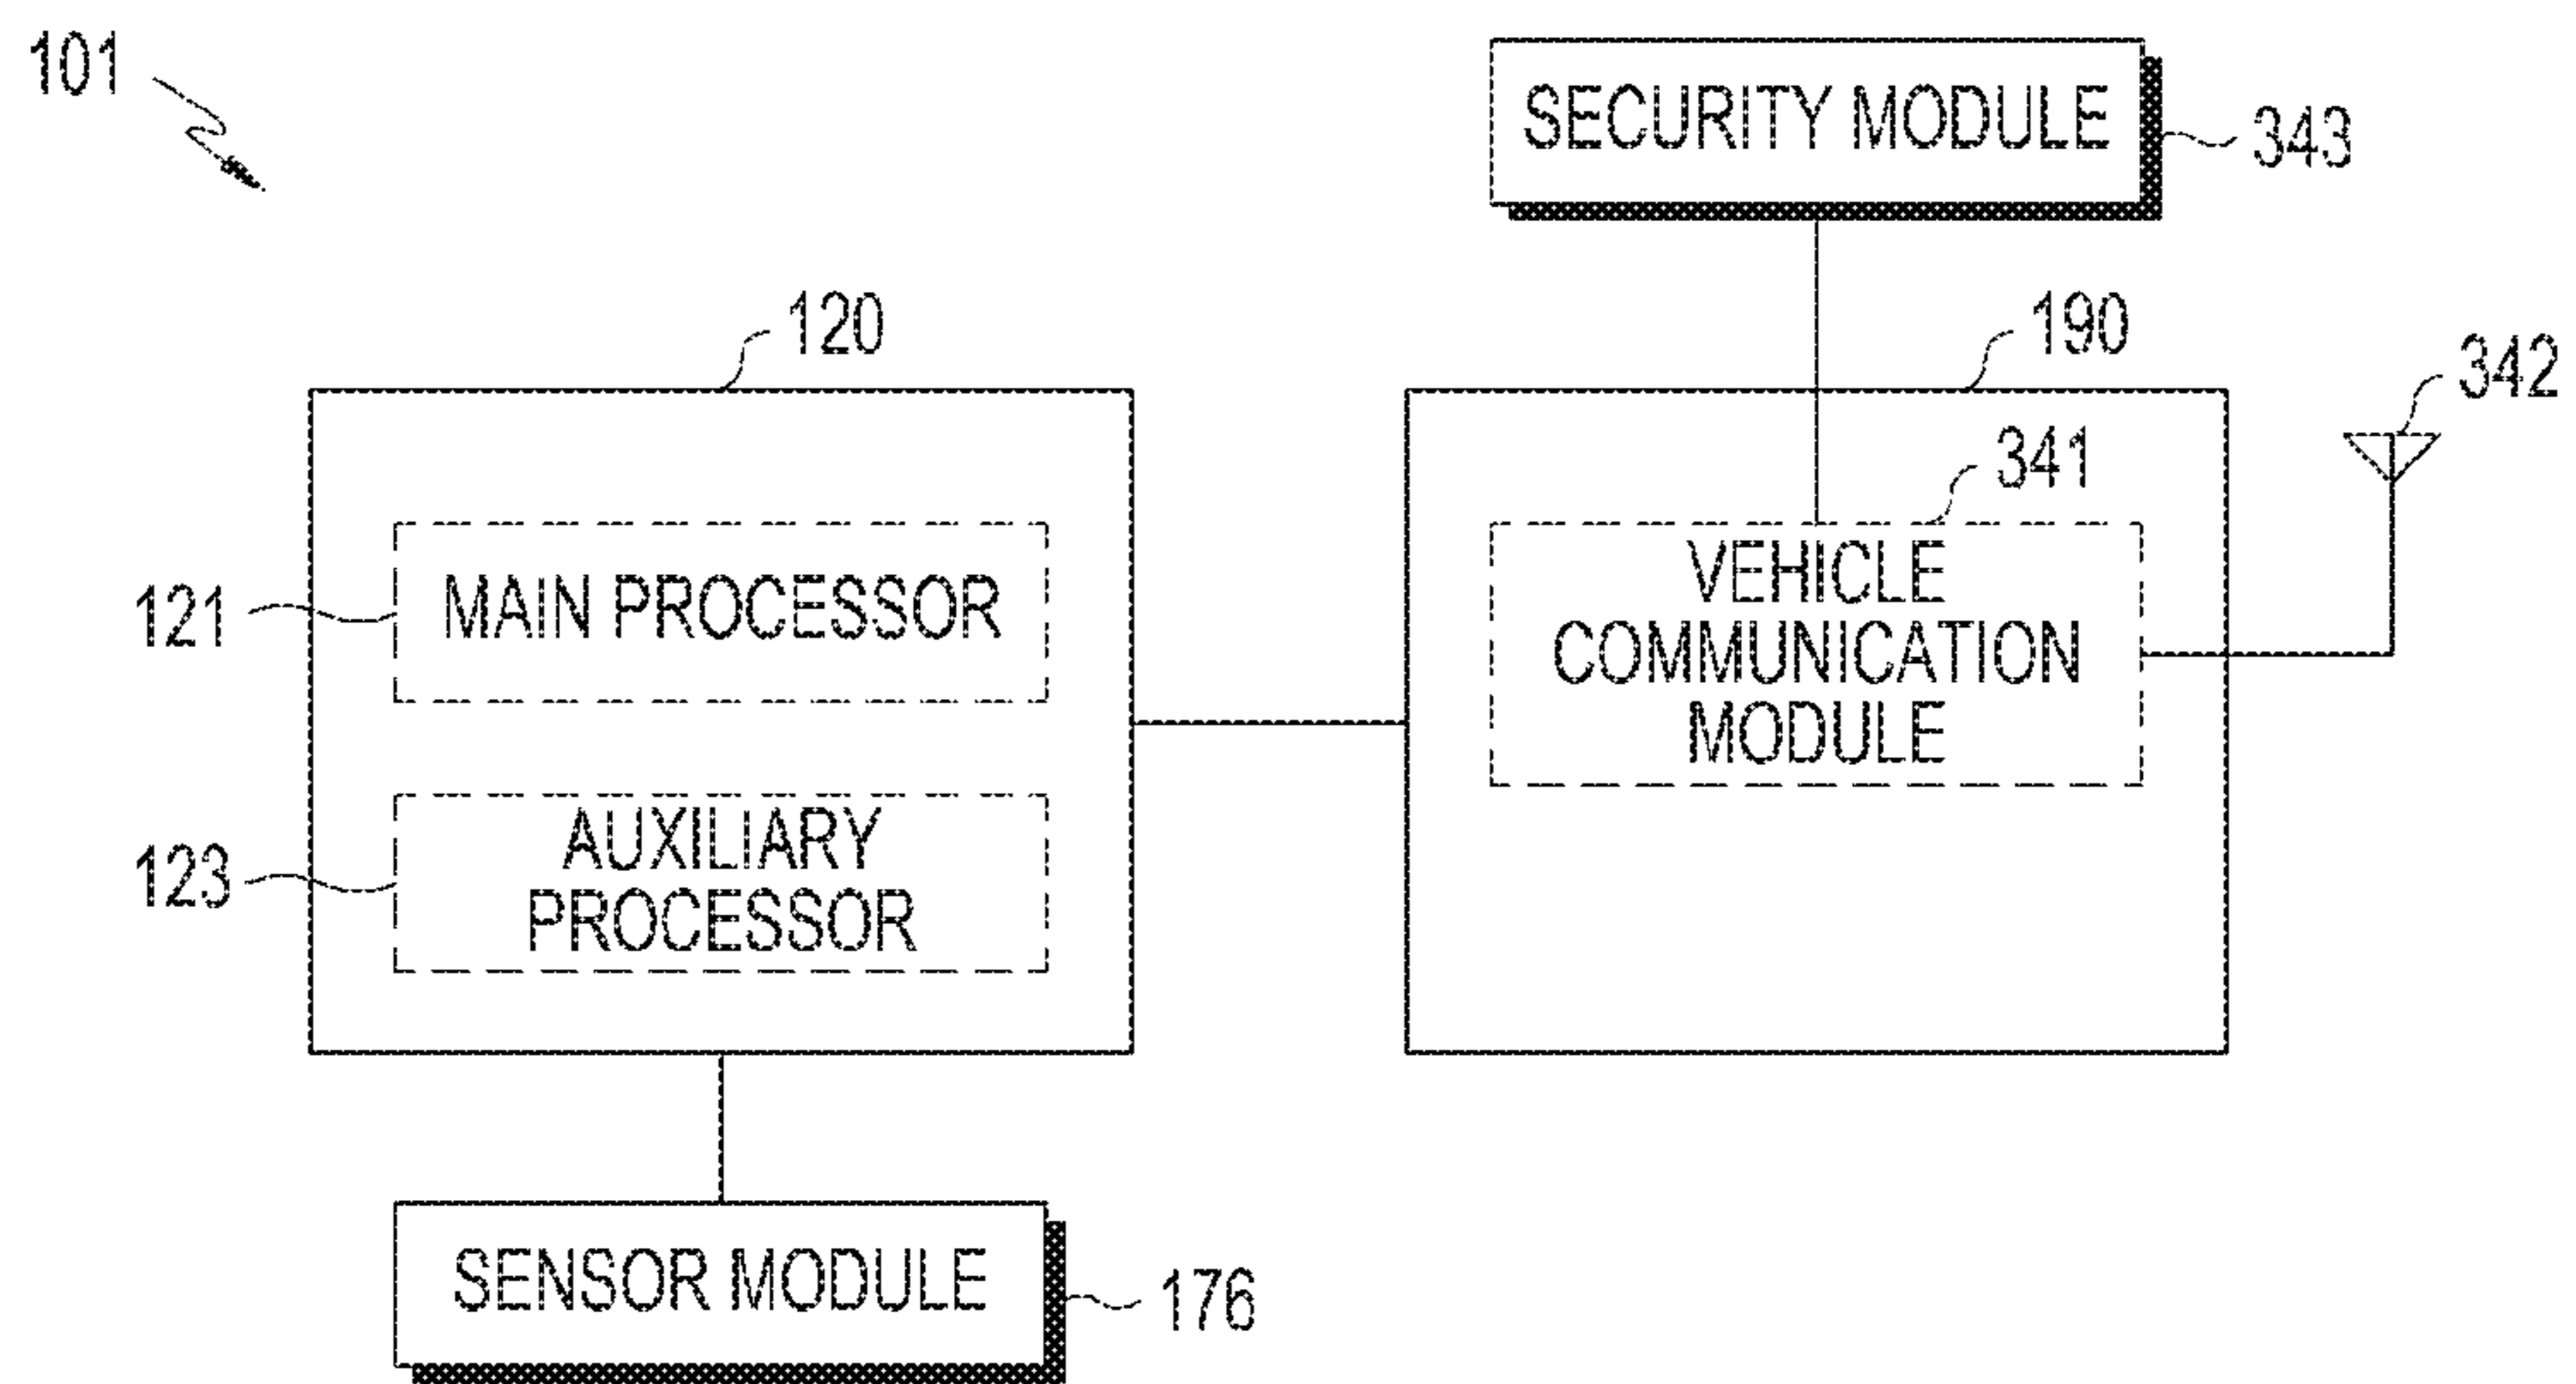 101
SECURITY MODULE
343
120
190
342
341
121
MAIN PROCESSOR
VEHICLE
COMMUNICATION
MODULE
123
AUXILIARY
PROCESSOR
SENSOR MODULE
176